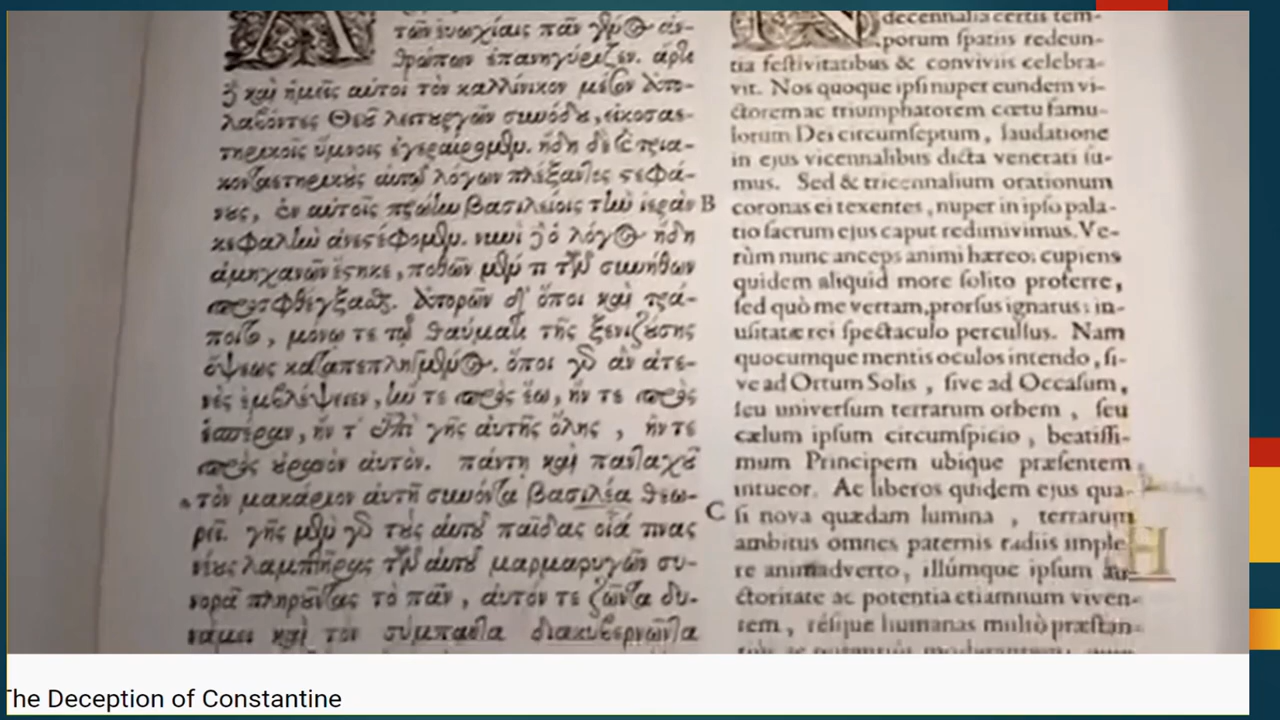 τῶν εὐωχίαις πᾶν γένος ἀν-
θρώπων ἐπανηγύριζεν. ἄρτι
δὲ καὶ ἡμεῖς αὐτοὶ τὸν καλλίνικον μέσον ἀπο-
λαβόντες Θεοῦ λειτουργῶν συνόδου, εἰκοσαε-
τηρικοῖς ὕμνοις ἐγεραίρομεν. ἤδη δὲ καὶ τρια-
κονταετηρικοὺς αὐτῷ λόγων πλέξαντες στεφά-
νους, ἐν αὐτοῖς πρώην βασιλείοις τὴν ἱερὰν
κεφαλὴν ἀνεστέφομεν. νυνὶ δὲ ὁ λόγος ἤδη
ἀμηχανῶν ἕστηκε, ποθῶν μέν τι τῶν συνήθων
προσφθέγξασθαι. ἀπορῶν δ' ὅποι καὶ τρά-
ποιτο, μόνῳ τε τῷ θαύματι τῆς ξενιζούσης
ὄψεως καταπεπληγμένος. ὅποι γὰρ ἂν ἀτε-
νὲς ἐμβλέψειεν, ἤν τε πρὸς ἕω, ἤν τε πρὸς
ἑσπέραν, ἤν τ' ἐπὶ γῆς αὐτῆς ὅλης, ἤν τε
πρὸς οὐρανὸν αὐτόν. πάντη καὶ πανταχοῦ
τὸν μακάριον αὐτῇ συνόντα βασιλέα θεω-
ρεῖ. γῆς μὲν γὰρ τοὺς αὐτοῦ παῖδας οἷά τινας
νέους λαμπτῆρας τῶν αὐτοῦ μαρμαρυγῶν συ-
νορᾷ πληροῦντας τὸ πᾶν, αὐτόν τε ζῶντα δυ-
νάμει καὶ τὸν σύμπαντα διακυβερνῶντα
B
C
decennalia certis tem-
porum ſpatiis redeun-
tia feſtivitatibus & conviviis celebra-
vit. Nos quoque ipſi nuper eundem vi-
ctorem ac triumphatorem cœtu famu-
lorum Dei circumſeptum, laudatione
in ejus vicennalibus dicta venerati ſu-
mus. Sed & tricennalium orationum
coronas ei texentes, nuper in ipſo pala-
tio ſacrum ejus caput redimivimus. Ve-
rùm nunc anceps animi hæreo: cupiens
quidem aliquid more ſolito proferre,
ſed quò me vertam, prorſus ignarus: in-
uſitatæ rei ſpectaculo perculſus. Nam
quocumque mentis oculos intendo, ſi-
ve ad Ortum Solis, ſive ad Occaſum,
ſeu univerſum terrarum orbem, ſeu
cælum ipſum circumſpicio, beatiſſi-
mum Principem ubique præſentem
intueor. Ac liberos quidem ejus qua-
ſi nova quædam lumina, terrarum
ambitus omnes paternis radiis imple
re animadverto, illúmque ipſum au-
ctoritate ac potentia etiamnum viven-
tem, réſque humanas multò præſtan-
H
The Deception of Constantine